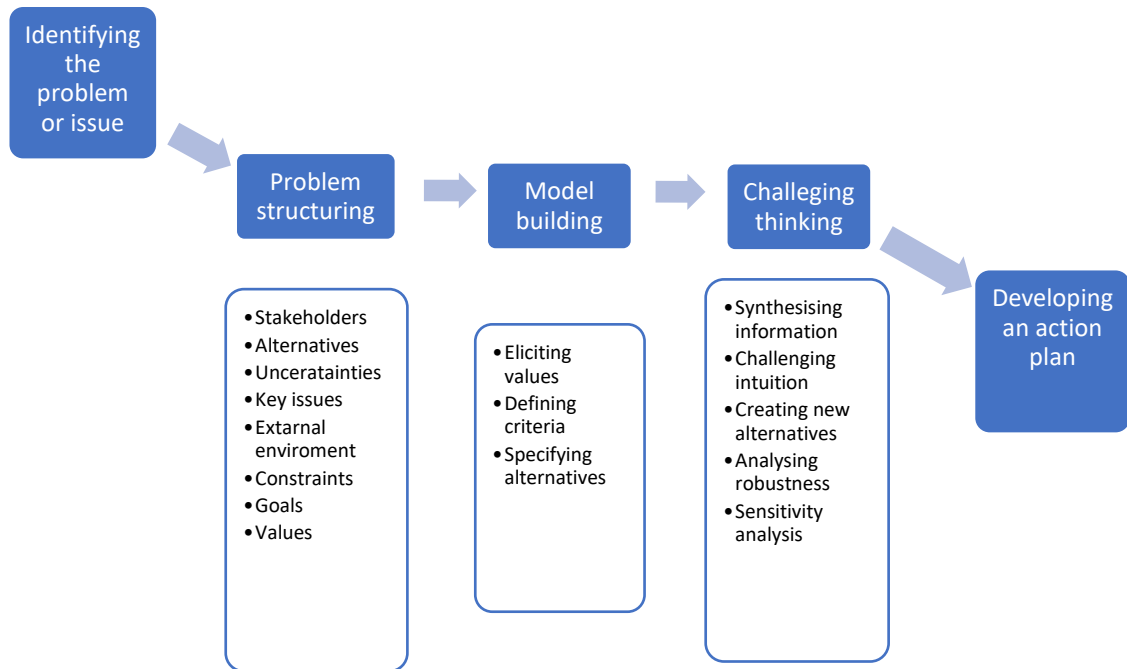 Identifying
the
problem
or issue
Problem
structuring
Model
building
Challeging
thinking
Developing
an action
plan
•Stakeholders
•Alternatives
•Unceratainties
•Key issues
•Extarnal
enviroment
•Constraints
•Goals
•Values
•Eliciting
values
•Defining
criteria
•Specifying
alternatives
•Synthesising
information
•Challenging
intuition
•Creating new
alternatives
•Analysing
robustness
•Sensitivity
analysis